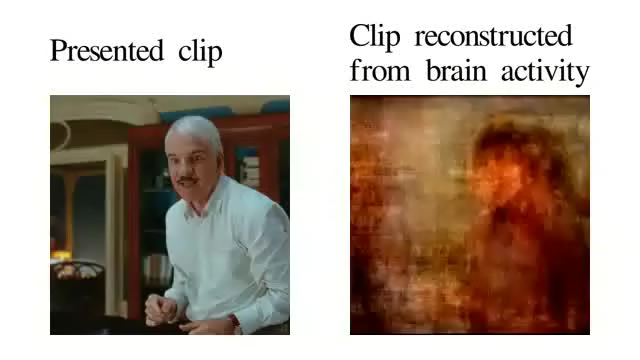 Presented clip
Clip reconstructed
from brain activity